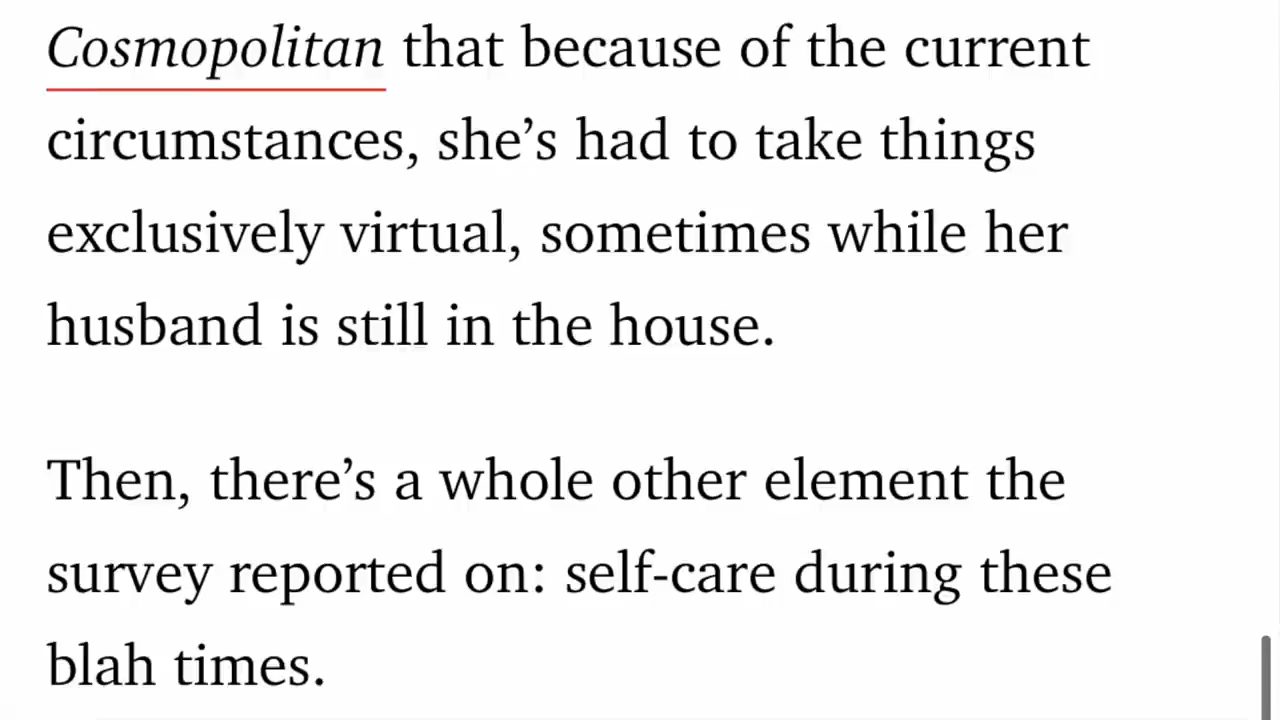 Cosmopolitan that because of the current
circumstances, she’s had to take things
exclusively virtual, sometimes while her
husband is still in the house.
Then, there’s a whole other element the
survey reported on: self-care during these
blah times.